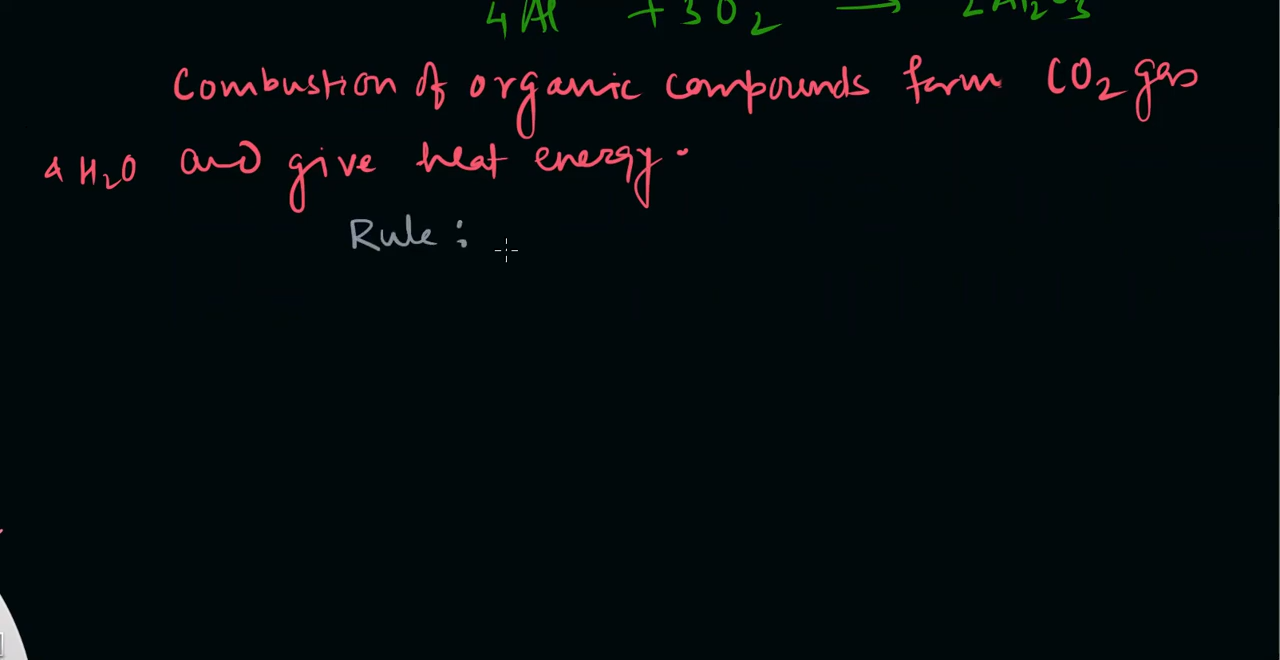 4Al + 3O2 → 2Al2O3
Combustion of organic compounds form CO2 gas
& H2O and give heat energy.
Rule :